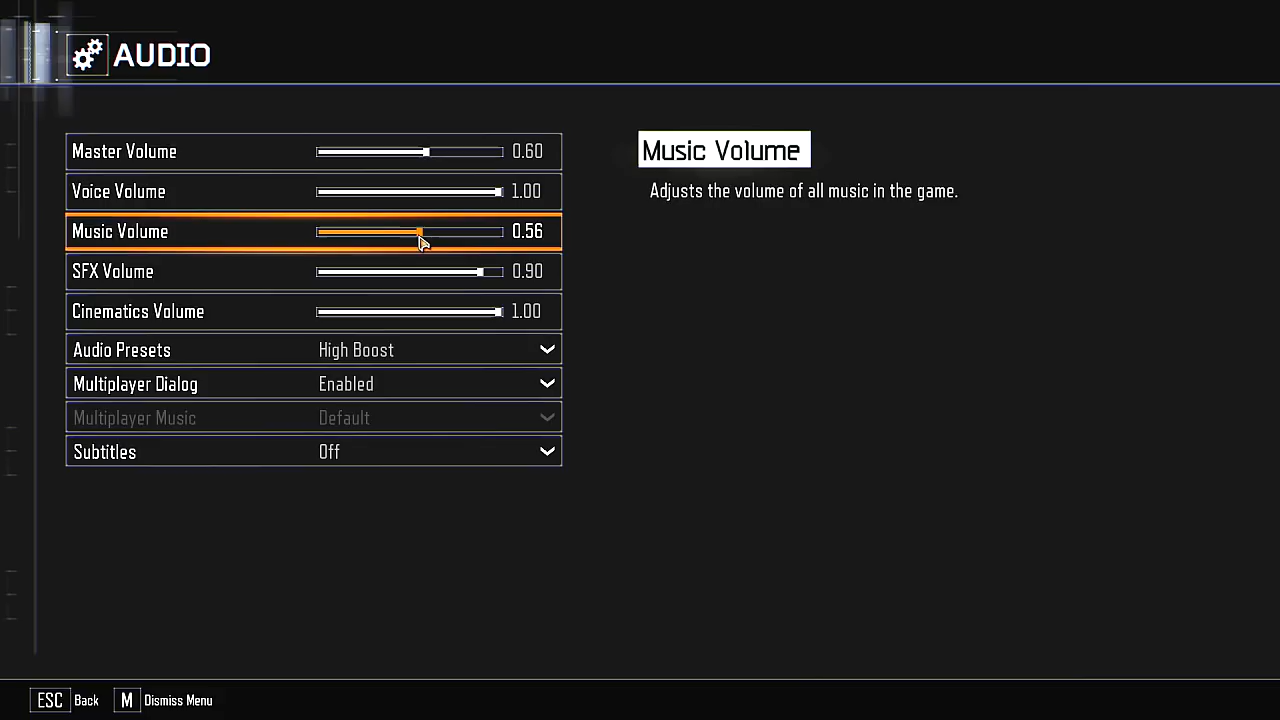 AUDIO
Master Volume 0.60
Voice Volume 1.00
Music Volume 0.56
SFX Volume 0.90
Cinematics Volume 1.00
Audio Presets High Boost
Multiplayer Dialog Enabled
Multiplayer Music Default
Subtitles Off
Music Volume
Adjusts the volume of all music in the game.
ESC Back M Dismiss Menu